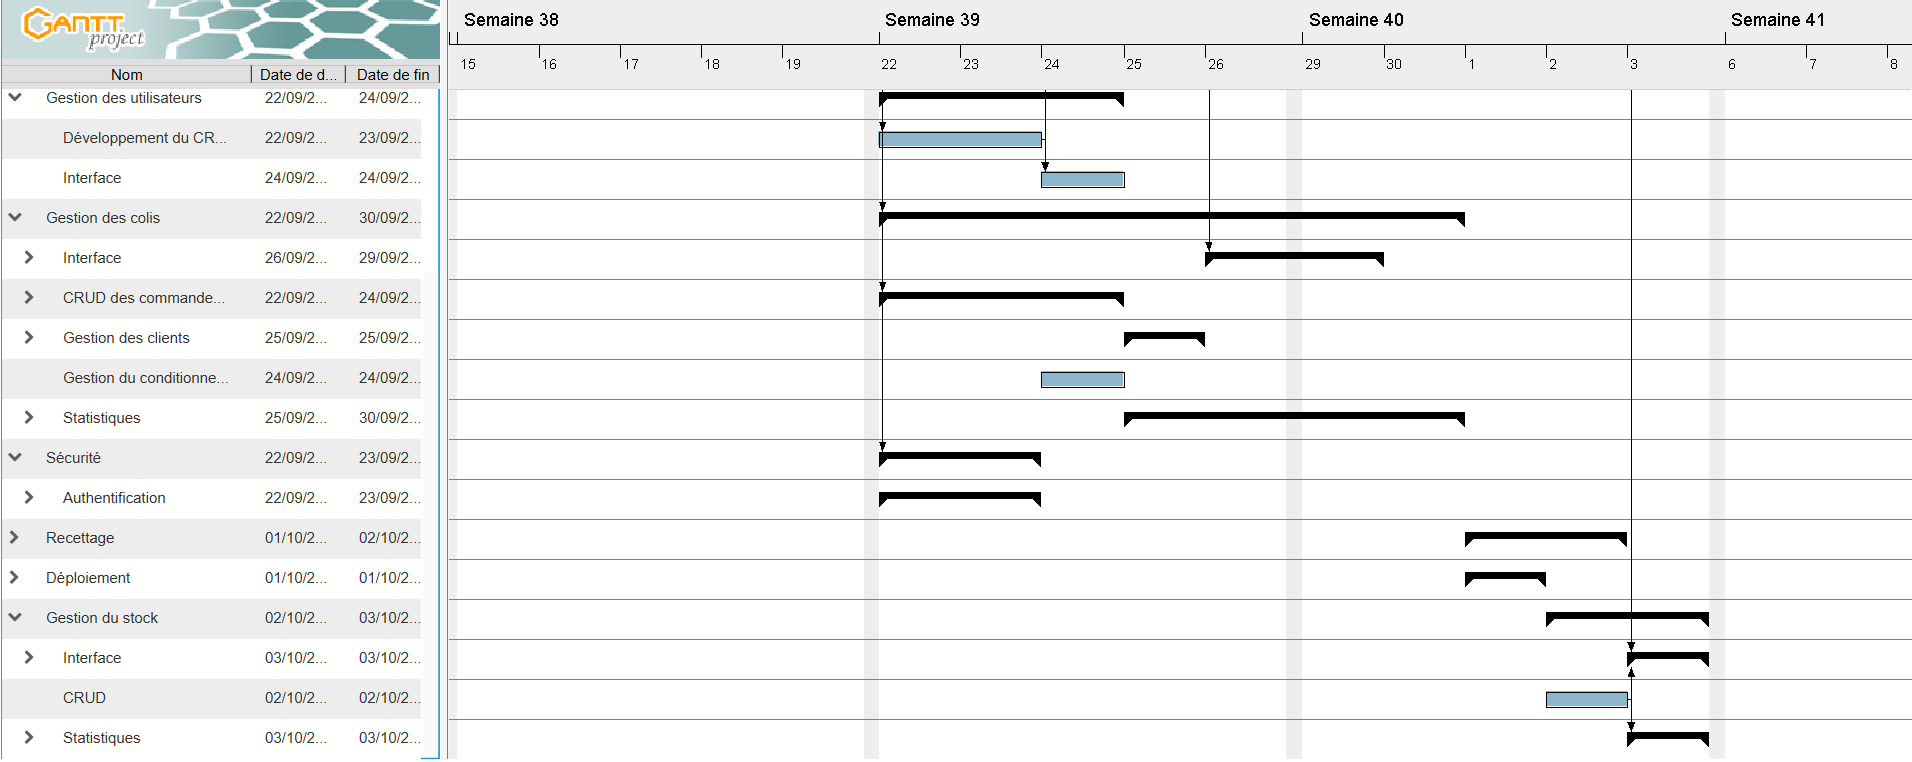 GANTT
project
Semaine 38 Semaine 39 Semaine 40 Semaine 41
15 16 17 18 19 22 23 24 25 26 29 30 1 2 3 6 7 8
Nom Date de d... Date de fin
Gestion des utilisateurs 22/09/2... 24/09/2...
Développement du CR... 22/09/2... 23/09/2...
Interface 24/09/2... 24/09/2...
Gestion des colis 22/09/2... 30/09/2...
Interface 26/09/2... 29/09/2...
CRUD des commande... 22/09/2... 24/09/2...
Gestion des clients 25/09/2... 25/09/2...
Gestion du conditionne... 24/09/2... 24/09/2...
Statistiques 25/09/2... 30/09/2...
Sécurité 22/09/2... 23/09/2...
Authentification 22/09/2... 23/09/2...
Recettage 01/10/2... 02/10/2...
Déploiement 01/10/2... 01/10/2...
Gestion du stock 02/10/2... 03/10/2...
Interface 03/10/2... 03/10/2...
CRUD 02/10/2... 02/10/2...
Statistiques 03/10/2... 03/10/2...